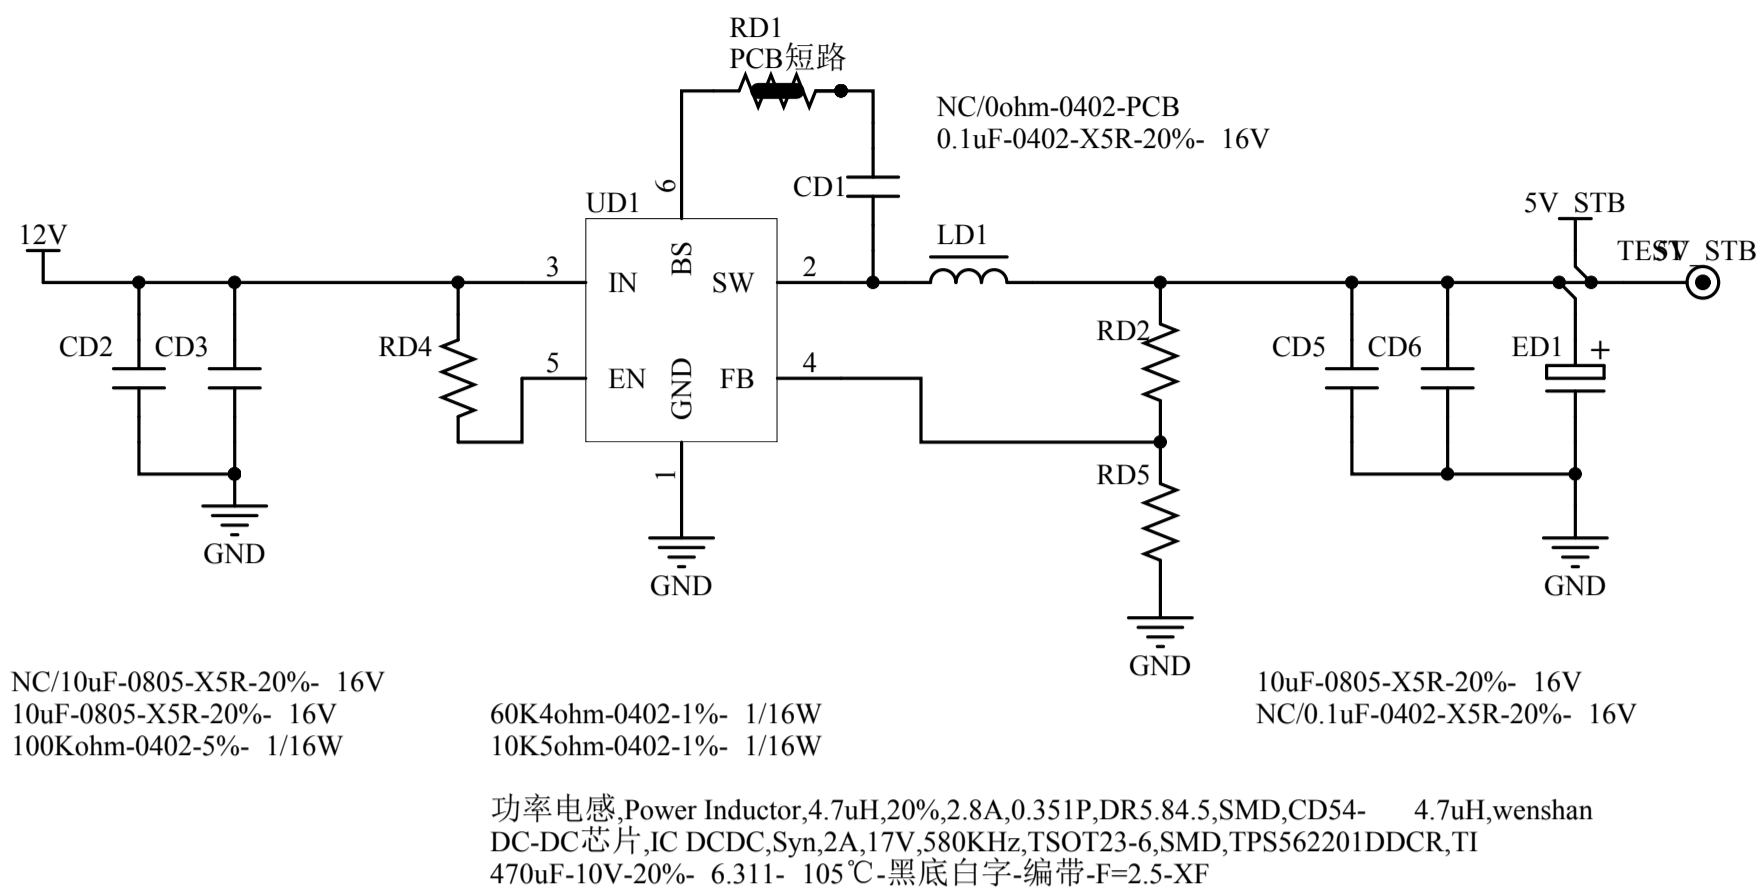 RD1
PCB短路
NC/0ohm-0402-PCB
0.1uF-0402-X5R-20%- 16V
6
CD1
UD1
5V_STB
12V
LD1
TEST
5V_STB
3
IN
BS
SW
2
CD2
CD3
RD4
RD2
CD5
CD6
ED1
+
5
EN
GND
FB
4
1
RD5
GND
GND
GND
GND
NC/10uF-0805-X5R-20%- 16V
10uF-0805-X5R-20%- 16V
100Kohm-0402-5%- 1/16W
60K4ohm-0402-1%- 1/16W
10K5ohm-0402-1%- 1/16W
10uF-0805-X5R-20%- 16V
NC/0.1uF-0402-X5R-20%- 16V
功率电感,Power Inductor,4.7uH,20%,2.8A,0.351P,DR5.84.5,SMD,CD54- 4.7uH,wenshan
DC-DC芯片,IC DCDC,Syn,2A,17V,580KHz,TSOT23-6,SMD,TPS562201DDCR,TI
470uF-10V-20%- 6.311- 105℃-黑底白字-编带-F=2.5-XF